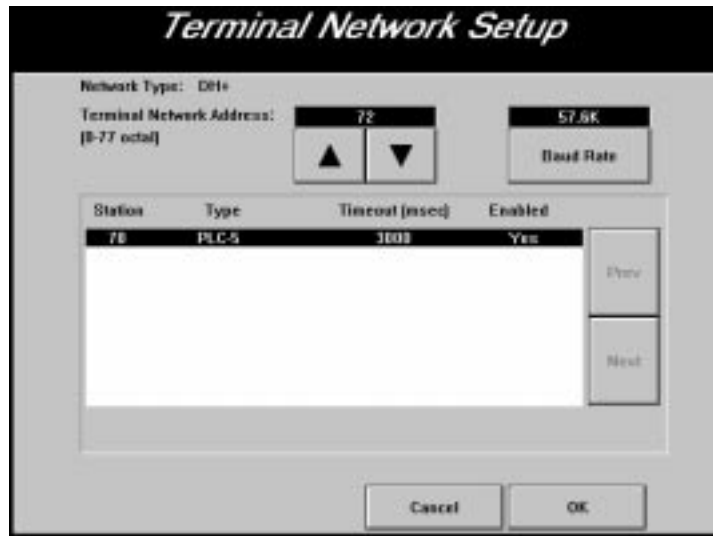 Terminal Network Setup
Network Type: DH+
Terminal Network Address: 72 57.6K
(0-77 octal)
▲ ▼ Baud Rate
Station Type Timeout (msec) Enabled
70 PLC-5 3000 Yes
Prev
Next
Cancel OK